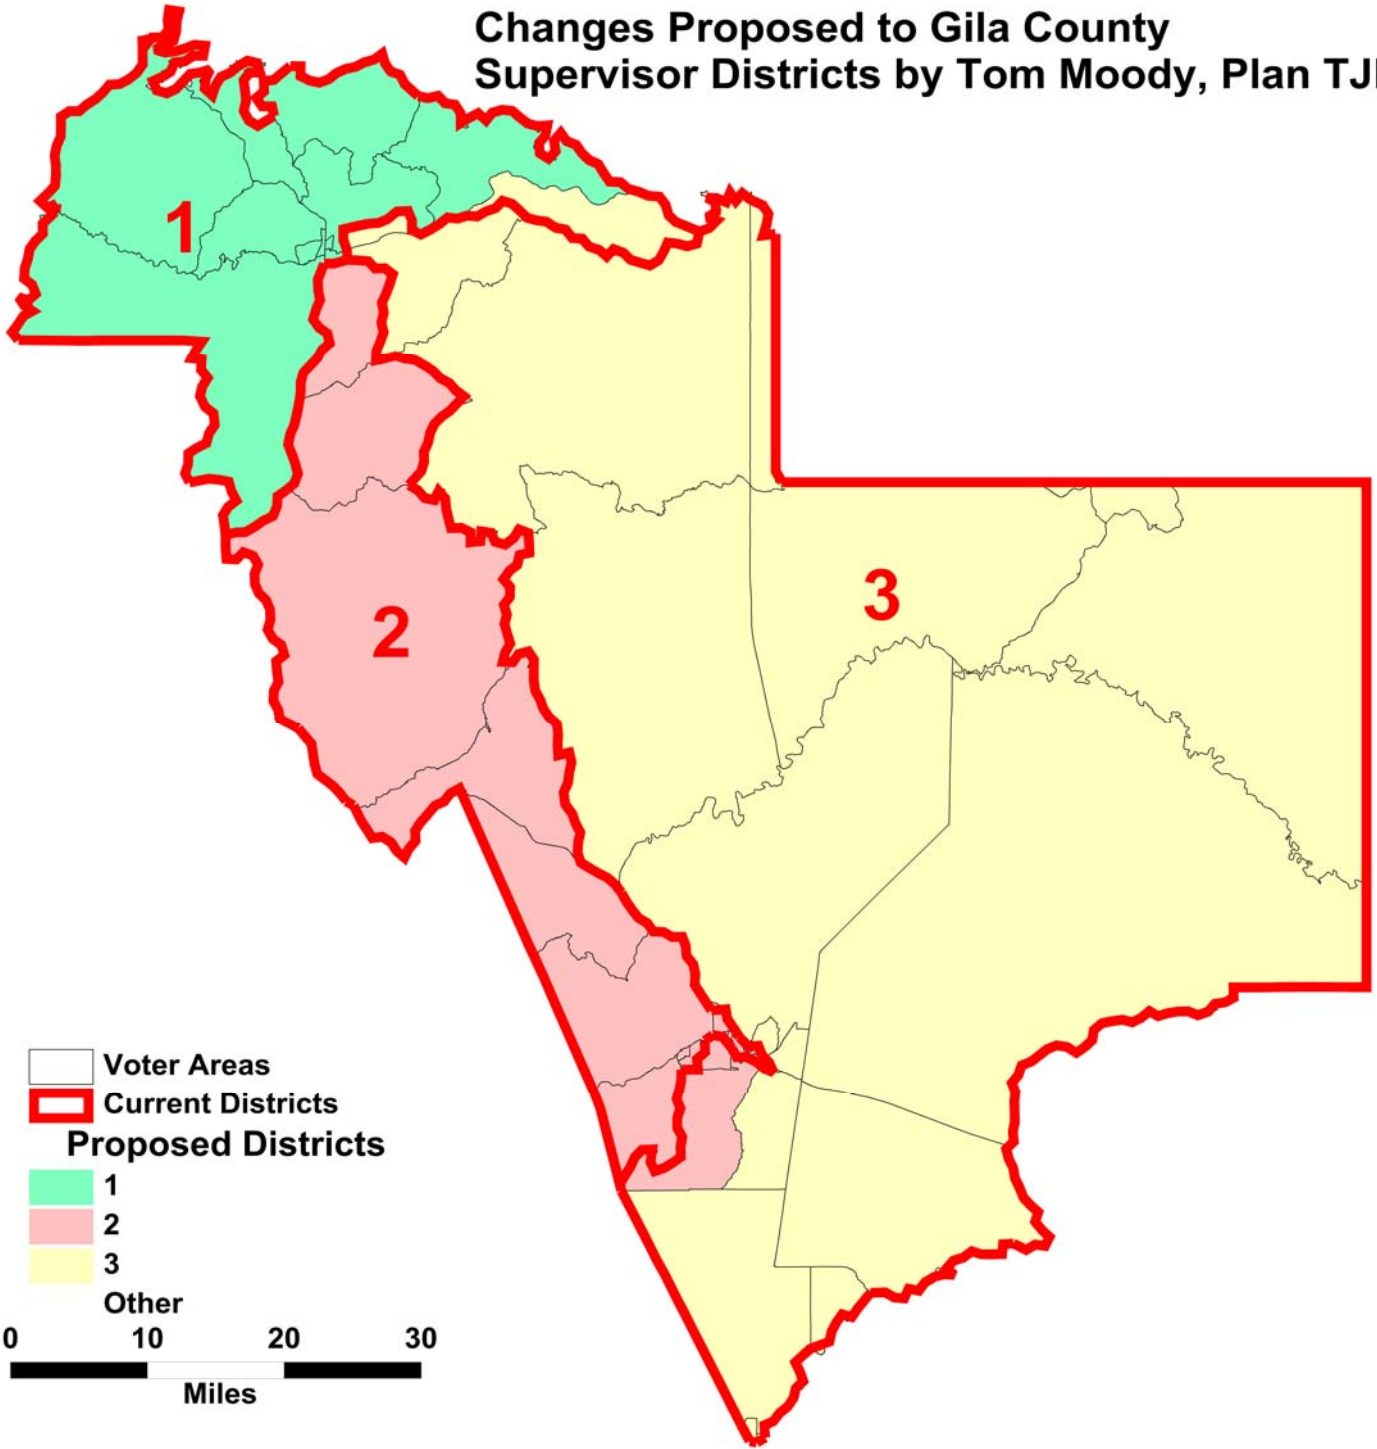 Changes Proposed to Gila County
Supervisor Districts by Tom Moody, Plan
1
2
3
Voter Areas
Current Districts
Proposed Districts
1
2
3
Other
0 10 20 30
Miles